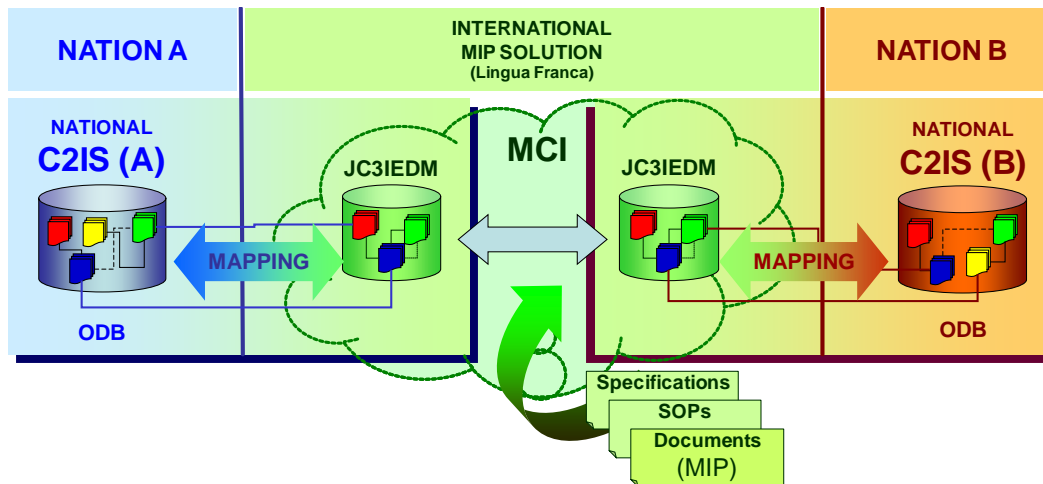 NATION A
INTERNATIONAL
MIP SOLUTION
(Lingua Franca)
NATION B
NATIONAL
C2IS (A)
JC3IEDM
MCI
JC3IEDM
NATIONAL
C2IS (B)
MAPPING
MAPPING
ODB
ODB
Specifications
SOPs
Documents
(MIP)